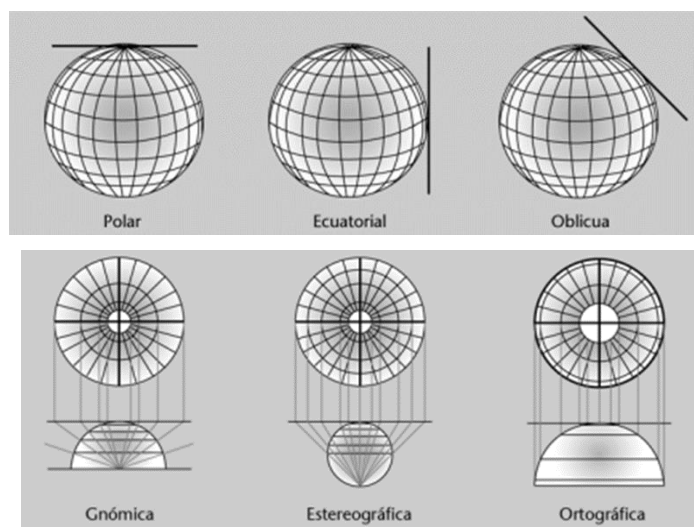 Polar
Ecuatorial
Oblicua
Gnómica
Estereográfica
Ortográfica